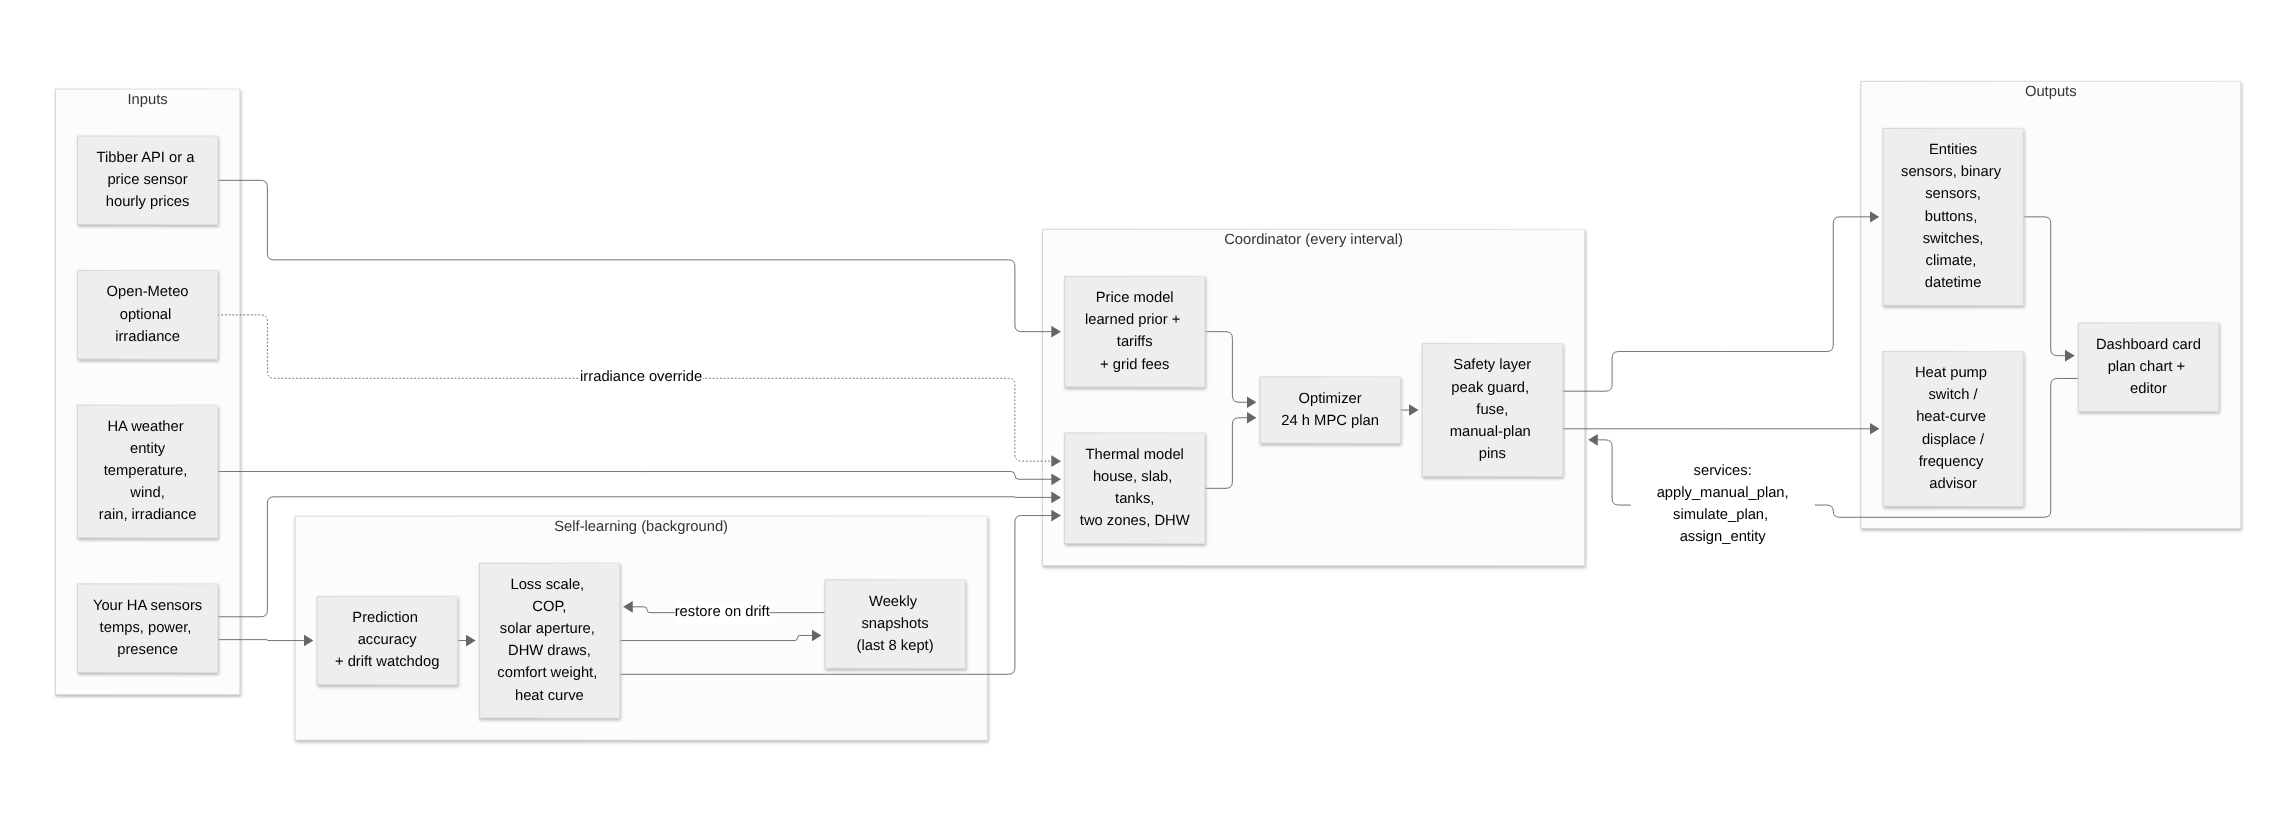 Inputs
Tibber API or a
price sensor
hourly prices
Open-Meteo
optional
irradiance
HA weather
entity
temperature,
wind,
rain, irradiance
Your HA sensors
temps, power,
presence
irradiance override
Self-learning (background)
Prediction
accuracy
+ drift watchdog
Loss scale,
COP,
solar aperture,
DHW draws,
comfort weight,
heat curve
restore on drift
Weekly
snapshots
(last 8 kept)
Coordinator (every interval)
Price model
learned prior +
tariffs
+ grid fees
Thermal model
house, slab,
tanks,
two zones, DHW
Optimizer
24 h MPC plan
Safety layer
peak guard,
fuse,
manual-plan
pins
services:
apply_manual_plan,
simulate_plan,
assign_entity
Outputs
Entities
sensors, binary
sensors,
buttons,
switches,
climate,
datetime
Heat pump
switch /
heat-curve
displace /
frequency
advisor
Dashboard card
plan chart +
editor